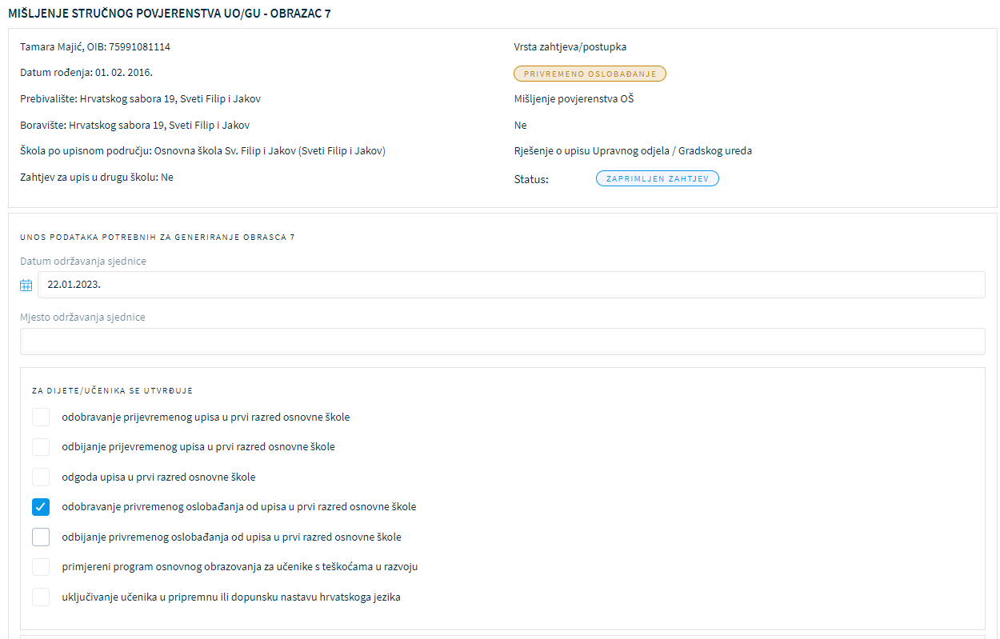 MIŠLJENJE STRUČNOG POVJERENSTVA UO/GU - OBRAZAC 7
Tamara Majić, OIB: 75991081114
Datum rođenja: 01. 02. 2016.
Prebivalište: Hrvatskog sabora 19, Sveti Filip i Jakov
Boravište: Hrvatskog sabora 19, Sveti Filip i Jakov
Škola po upisnom području: Osnovna škola Sv. Filip i Jakov (Sveti Filip i Jakov)
Zahtjev za upis u drugu školu: Ne
Vrsta zahtjeva/postupka
PRIVREMENO OSLOBAĐANJE
Mišljenje povjerenstva OŠ
Ne
Rješenje o upisu Upravnog odjela / Gradskog ureda
Status: ZAPRIMLJEN ZAHTJEV
UNOS PODATAKA POTREBNIH ZA GENERIRANJE OBRASCA 7
Datum održavanja sjednice
22.01.2023.
Mjesto održavanja sjednice
ZA DIJETE/UČENIKA SE UTVRĐUJE
odobravanje prijevremenog upisa u prvi razred osnovne škole
odbijanje prijevremenog upisa u prvi razred osnovne škole
odgoda upisa u prvi razred osnovne škole
odobravanje privremenog oslobađanja od upisa u prvi razred osnovne škole
odbijanje privremenog oslobađanja od upisa u prvi razred osnovne škole
primjereni program osnovnog obrazovanja za učenike s teškoćama u razvoju
uključivanje učenika u pripremnu ili dopunsku nastavu hrvatskoga jezika